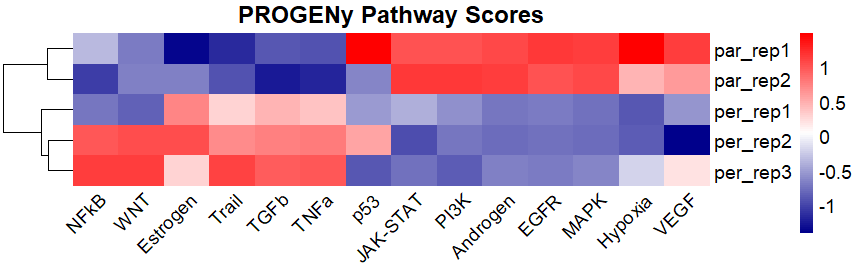 PROGENy Pathway Scores
par_rep1
par_rep2
per_rep1
per_rep2
per_rep3
1
0.5
0
-0.5
-1
NFkB
WNT
Estrogen
Trail
TGFb
TNFa
p53
JAK-STAT
PI3K
Androgen
EGFR
MAPK
Hypoxia
VEGF